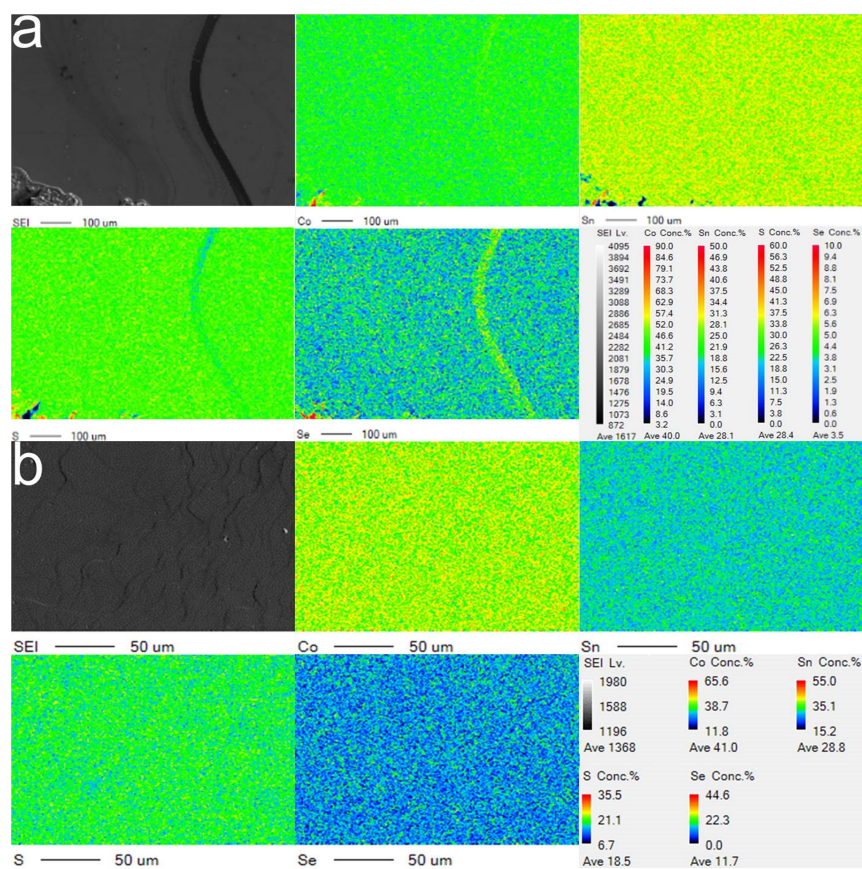 a
SEI 100 um
Co 100 um
Sn 100 um
SEI Lv. Co Conc.% Sn Conc.% S Conc.% Se Conc.%
4095 90.0 50.0 60.0 10.0
3894 84.6 46.9 56.3 9.4
3692 79.1 43.8 52.5 8.8
3491 73.7 40.6 48.8 8.1
3289 68.3 37.5 45.0 7.5
3088 62.9 34.4 41.3 6.9
2886 57.4 31.3 37.5 6.3
2685 52.0 28.1 33.8 5.6
2484 46.6 25.0 30.0 5.0
2282 41.2 21.9 26.3 4.4
2081 35.7 18.8 22.5 3.8
1879 30.3 15.6 18.8 3.1
1678 24.9 12.5 15.0 2.5
1476 19.5 9.4 11.3 1.9
1275 14.0 6.3 7.5 1.3
1073 8.6 3.1 3.8 0.6
872 3.2 0.0 0.0 0.0
Ave 1617 Ave 40.0 Ave 28.1 Ave 28.4 Ave 3.5
S 100 um
Se 100 um
b
SEI 50 um
Co 50 um
Sn 50 um
SEI Lv. Co Conc.% Sn Conc.%
1980 65.6 55.0
1588 38.7 35.1
1196 11.8 15.2
Ave 1368 Ave 41.0 Ave 28.8
S Conc.% Se Conc.%
35.5 44.6
21.1 22.3
6.7 0.0
Ave 18.5 Ave 11.7
S 50 um
Se 50 um